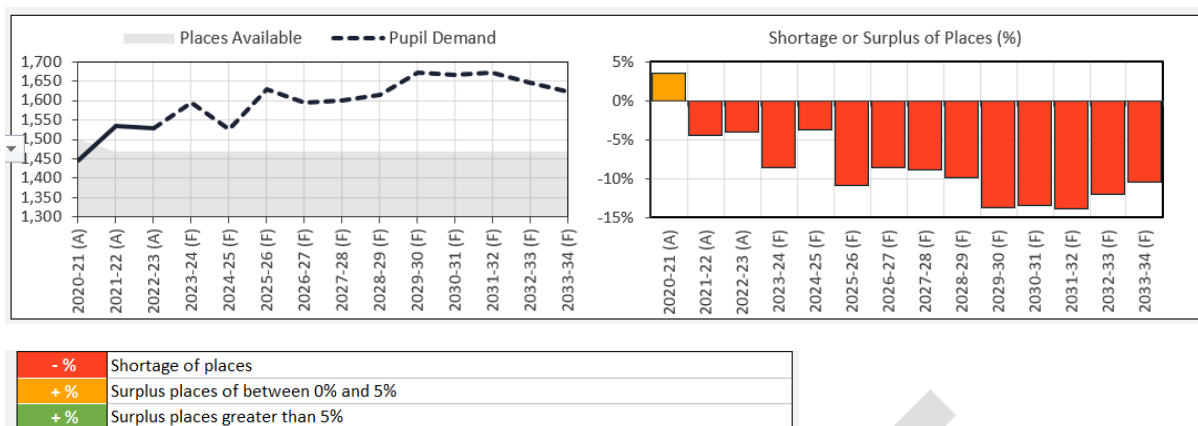 Places Available Pupil Demand
1,700
1,650
1,600
1,550
1,500
1,450
1,400
1,350
1,300
2020-21 (A)
2021-22 (A)
2022-23 (A)
2023-24 (F)
2024-25 (F)
2025-26 (F)
2026-27 (F)
2027-28 (F)
2028-29 (F)
2029-30 (F)
2030-31 (F)
2031-32 (F)
2032-33 (F)
2033-34 (F)
Shortage or Surplus of Places (%)
5%
0%
-5%
-10%
-15%
2020-21 (A)
2021-22 (A)
2022-23 (A)
2023-24 (F)
2024-25 (F)
2025-26 (F)
2026-27 (F)
2027-28 (F)
2028-29 (F)
2029-30 (F)
2030-31 (F)
2031-32 (F)
2032-33 (F)
2033-34 (F)
- % Shortage of places
+ % Surplus places of between 0% and 5%
+ % Surplus places greater than 5%